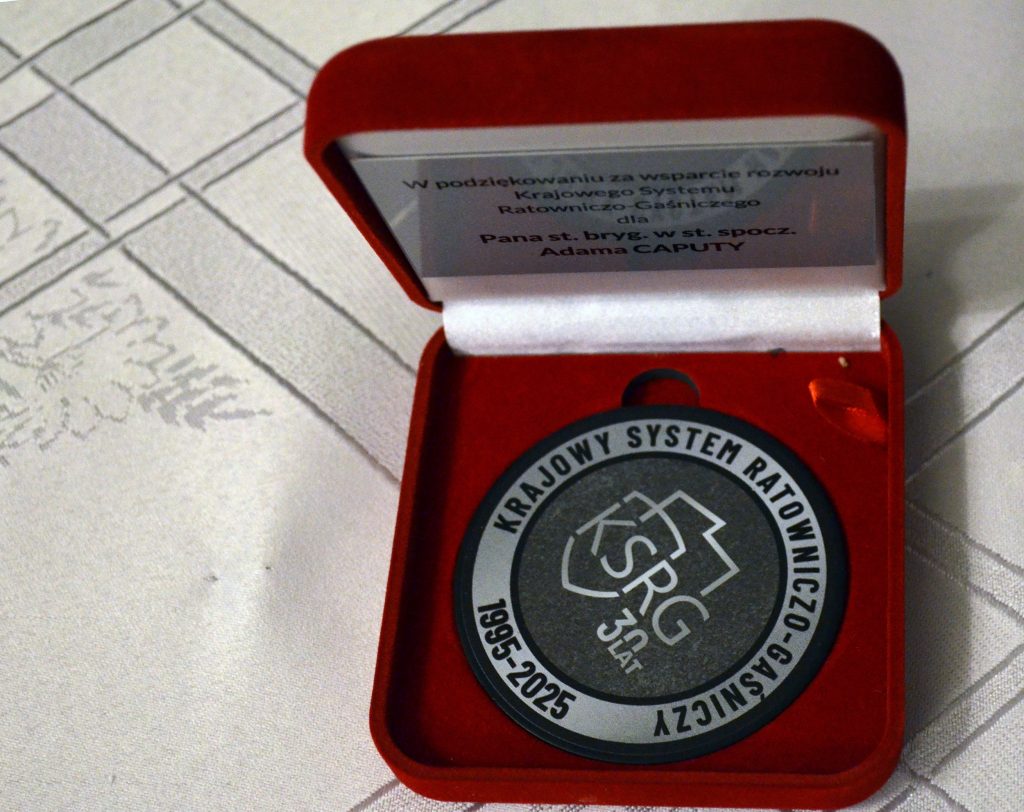 W podziękowaniu za wsparcie rozwoju
Krajowego Systemu
Ratowniczo-Gaśniczego
dla
Pana st. bryg. w st. spocz.
Adama CAPUTY
KRAJOWY SYSTEM RATOWNICZO-GAŚNICZY
KSRG
30
LAT
1995-2025